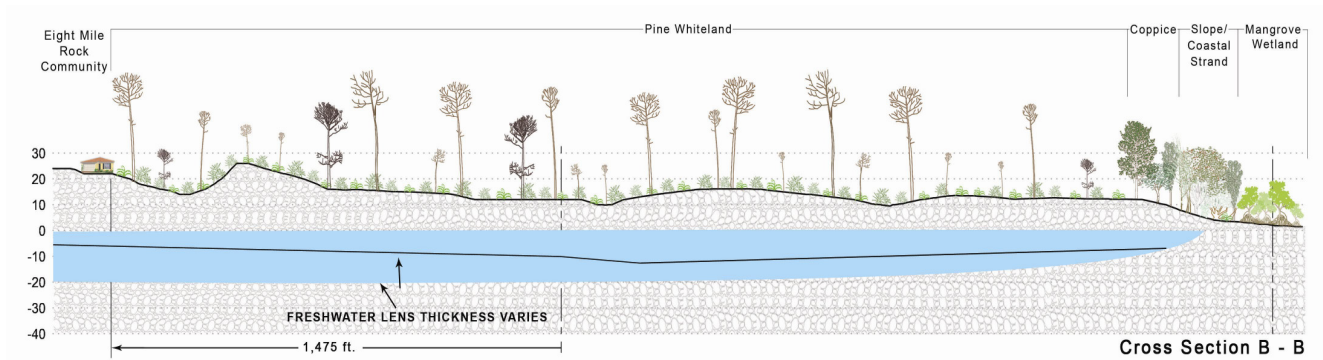 Eight Mile
Rock
Community
Pine Whiteland
Coppice
Slope/
Coastal
Strand
Mangrove
Wetland
30
20
10
0
-10
-20
-30
-40
FRESHWATER LENS THICKNESS VARIES
1,475 ft.
Cross Section B - B